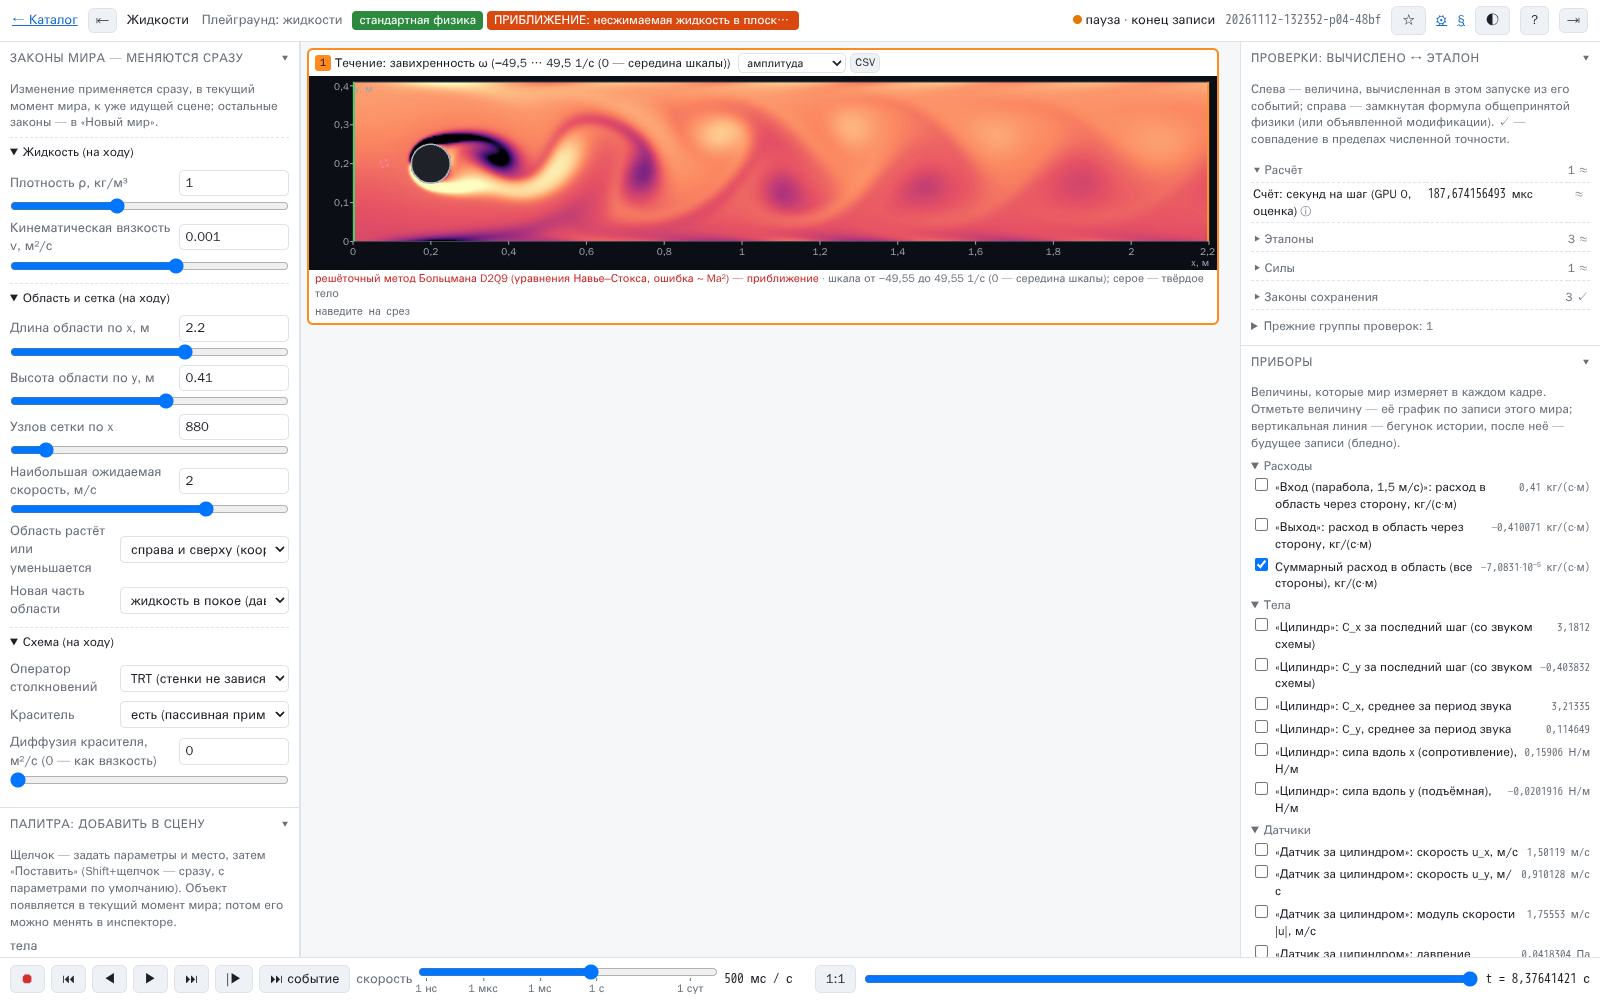 ← Каталог
⇤
Жидкости
Плейграунд: жидкости
стандартная физика
ПРИБЛИЖЕНИЕ: несжимаемая жидкость в плоск…
пауза · конец записи
20261112-132352-p04-48bf
☆
⚙
§
?
⇥
ЗАКОНЫ МИРА — МЕНЯЮТСЯ СРАЗУ
Изменение применяется сразу, в текущий
момент мира, к уже идущей сцене; остальные
законы — в «Новый мир».
Жидкость (на ходу)
Плотность ρ, кг/м³
1
Кинематическая вязкость
ν, м²/с
0.001
Область и сетка (на ходу)
Длина области по x, м
2.2
Высота области по y, м
0.41
Узлов сетки по x
880
Наибольшая ожидаемая
скорость, м/с
2
Область растёт
или
уменьшается
справа и сверху (коор
Новая часть
области
жидкость в покое (дав
Схема (на ходу)
Оператор
столкновений
TRT (стенки не завися
Краситель
есть (пассивная прим
Диффузия красителя,
м²/с (0 — как вязкость)
0
ПАЛИТРА: ДОБАВИТЬ В СЦЕНУ
Щелчок — задать параметры и место, затем
«Поставить» (Shift+щелчок — сразу, с
параметрами по умолчанию). Объект
появляется в текущий момент мира; потом его
можно менять в инспекторе.
тела
1 Течение: завихренность ω (−49,5 ··· 49,5 1/с (0 — середина шкалы))
амплитуда
CSV
0,4
y, м
0,3
0,2
0,1
0
0 0,2 0,4 0,6 0,8 1 1,2 1,4 1,6 1,8 2 2,2
x, м
решёточный метод Больцмана D2Q9 (уравнения Навье–Стокса, ошибка ~ Ma²) — приближение · шкала от −49,55 до 49,55 1/с (0 — середина шкалы); серое — твёрдое
тело
наведите на срез
ПРОВЕРКИ: ВЫЧИСЛЕНО ↔ ЭТАЛОН
Слева — величина, вычисленная в этом запуске из его
событий; справа — замкнутая формула общепринятой
физики (или объявленной модификации). ✓ —
совпадение в пределах численной точности.
Расчёт
1 ≈
Счёт: секунд на шаг (GPU 0,
оценка) ⓘ
187,674156493 мкс
≈
Эталоны
3 ≈
Силы
1 ≈
Законы сохранения
3 ✓
Прежние группы проверок: 1
ПРИБОРЫ
Величины, которые мир измеряет в каждом кадре.
Отметьте величину — её график по записи этого мира;
вертикальная линия — бегунок истории, после неё —
будущее записи (бледно).
Расходы
«Вход (парабола, 1,5 м/с)»: расход в
область через сторону, кг/(с·м)
0,41 кг/(с·м)
«Выход»: расход в область через
сторону, кг/(с·м)
−0,410071 кг/(с·м)
Суммарный расход в область (все
стороны), кг/(с·м)
−7,0831·10⁻⁵ кг/(с·м)
Тела
«Цилиндр»: C_x за последний шаг (со звуком
схемы)
3,1812
«Цилиндр»: C_y за последний шаг (со звуком
схемы)
−0,403832
«Цилиндр»: C_x, среднее за период звука
3,21335
«Цилиндр»: C_y, среднее за период звука
0,114649
«Цилиндр»: сила вдоль x (сопротивление),
Н/м
0,15906 Н/м
«Цилиндр»: сила вдоль y (подъёмная),
Н/м
−0,0201916 Н/м
Датчики
«Датчик за цилиндром»: скорость u_x, м/с
1,50119 м/с
«Датчик за цилиндром»: скорость u_y, м/
с
0,910128 м/с
«Датчик за цилиндром»: модуль скорости
|u|, м/с
1,75553 м/с
«Датчик за цилиндром»: давление
0,0418304 Па
событие
скорость
1 нс 1 мкс 1 мс 1 с 1 сут
500 мс / с
1:1
t = 8,37641421 с